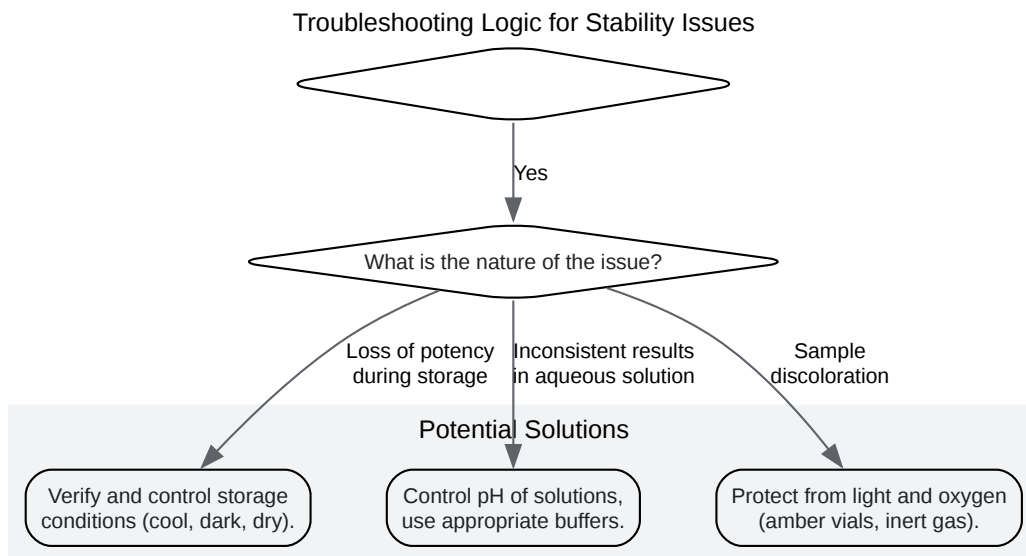 Troubleshooting Logic for Stability Issues
Yes
What is the nature of the issue?
Loss of potency
during storage
Inconsistent results
in aqueous solution
Sample
discoloration
Potential Solutions
Verify and control storage
conditions (cool, dark, dry).
Control pH of solutions,
use appropriate buffers.
Protect from light and oxygen
(amber vials, inert gas).